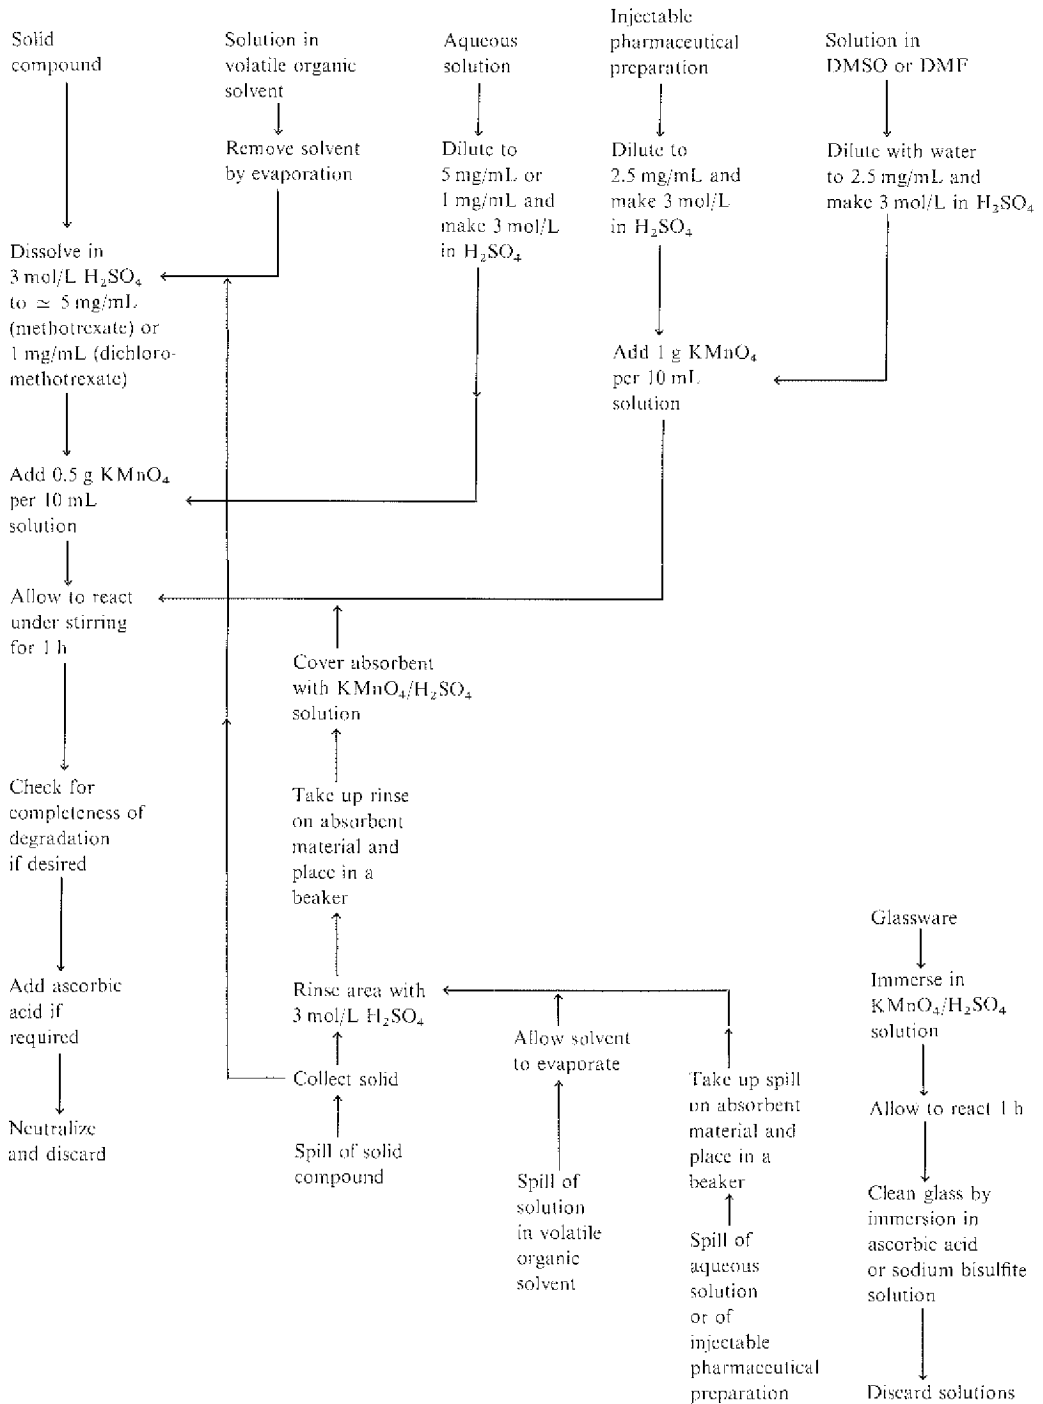 Solid
compound
Solution in
volatile organic
solvent
Aqueous
solution
Injectable
pharmaceutical
preparation
Solution in
DMSO or DMF
Remove solvent
by evaporation
Dilute to
5 mg/mL or
1 mg/mL and
make 3 mol/L
in H₂SO₄
Dilute to
2.5 mg/mL and
make 3 mol/L
in H₂SO₄
Dilute with water
to 2.5 mg/mL and
make 3 mol/L in H₂SO₄
Dissolve in
3 mol/L H₂SO₄
to ≃ 5 mg/mL
(methotrexate) or
1 mg/mL (dichloro-
methotrexate)
Add 1 g KMnO₄
per 10 mL
solution
Add 0.5 g KMnO₄
per 10 mL
solution
Allow to react
under stirring
for 1 h
Cover absorbent
with KMnO₄/H₂SO₄
solution
Check for
completeness of
degradation
if desired
Take up rinse
on absorbent
material and
place in a
beaker
Add ascorbic
acid if
required
Rinse area with
3 mol/L H₂SO₄
Neutralize
and discard
Collect solid
Spill of solid
compound
Allow solvent
to evaporate
Spill of
solution
in volatile
organic
solvent
Take up spill
on absorbent
material and
place in a
beaker
Spill of
aqueous
solution
or of
injectable
pharmaceutical
preparation
Glassware
Immerse in
KMnO₄/H₂SO₄
solution
Allow to react 1 h
Clean glass by
immersion in
ascorbic acid
or sodium bisulfite
solution
Discard solutions